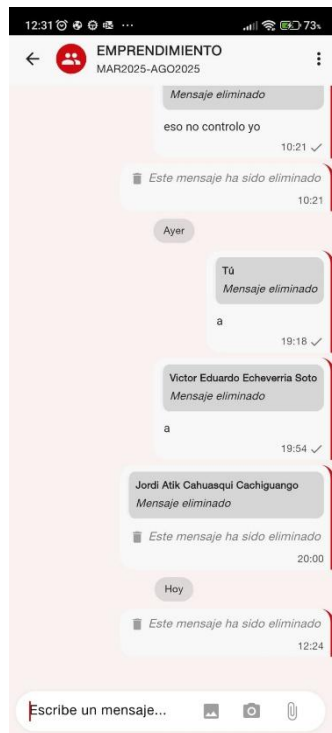 12:31 ... 73%
EMPRENDIMIENTO
MAR2025-AGO2025
Mensaje eliminado
eso no controlo yo
10:21
Este mensaje ha sido eliminado
10:21
Ayer
Tú
Mensaje eliminado
a
19:18
Victor Eduardo Echeverria Soto
Mensaje eliminado
a
19:54
Jordi Atik Cahuasqui Cachiguango
Mensaje eliminado
Este mensaje ha sido eliminado
20:00
Hoy
Este mensaje ha sido eliminado
12:24
Escribe un mensaje...